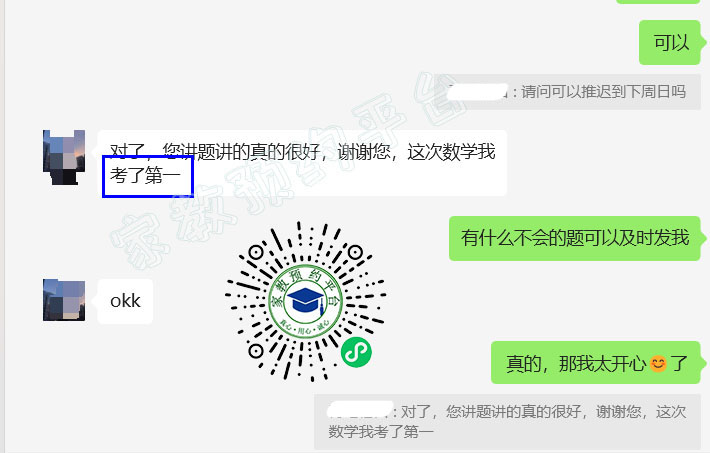 可以
: 请问可以推迟到下周日吗
对了，您讲题讲的真的很好，谢谢您，这次数学我
考了第一
家教预约平台
有什么不会的题可以及时发我
okk
家教预约平台
真心·用心·诚心
真的，那我太开心😊了
: 对了，您讲题讲的真的很好，谢谢您，这次
数学我考了第一